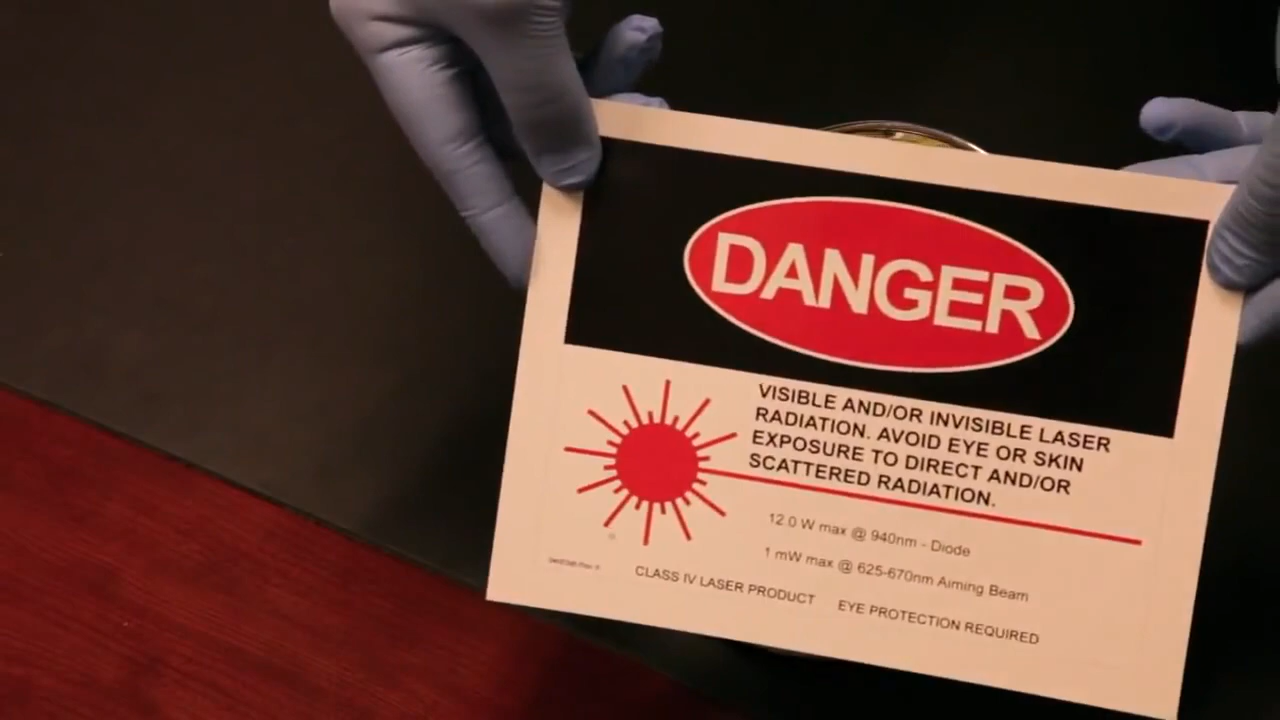 DANGER
VISIBLE AND/OR INVISIBLE LASER
RADIATION. AVOID EYE OR SKIN
EXPOSURE TO DIRECT AND/OR
SCATTERED RADIATION.
12.0 W max @ 940nm - Diode
1 mW max @ 625-670nm Aiming Beam
CLASS IV LASER PRODUCT EYE PROTECTION REQUIRED